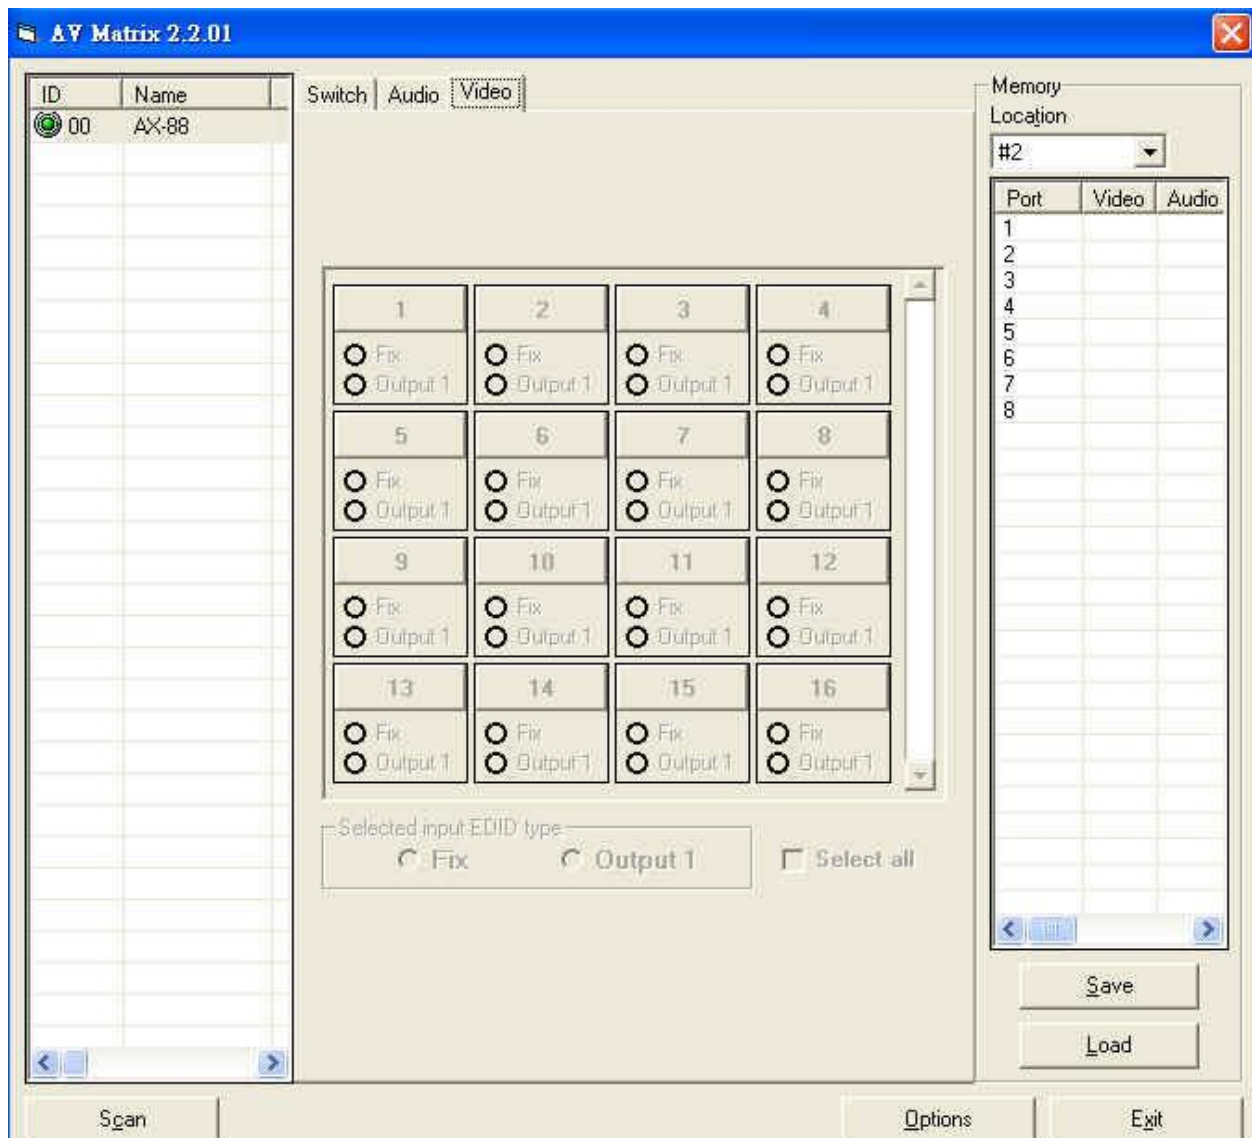 AV Matrix 2.2.01
ID Name
00 AX-88
Switch Audio Video
1 2 3 4
Fix Fix Fix Fix
Output 1 Output 1 Output 1 Output 1
5 6 7 8
Fix Fix Fix Fix
Output 1 Output 1 Output 1 Output 1
9 10 11 12
Fix Fix Fix Fix
Output 1 Output 1 Output 1 Output 1
13 14 15 16
Fix Fix Fix Fix
Output 1 Output 1 Output 1 Output 1
Selected input EDID type
Fix Output 1 Select all
Memory
Location
#2
Port Video Audio
1
2
3
4
5
6
7
8
Save
Load
Scan Options Exit